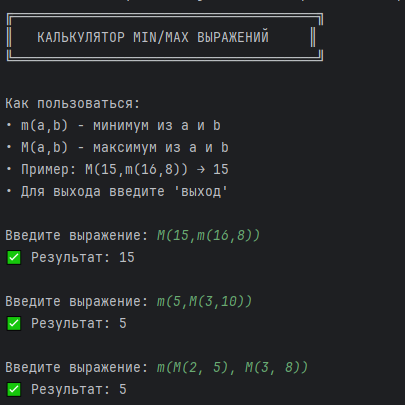 КАЛЬКУЛЯТОР MIN/MAX ВЫРАЖЕНИЙ
Как пользоваться:
• m(a,b) - минимум из a и b
• M(a,b) - максимум из a и b
• Пример: M(15,m(16,8)) → 15
• Для выхода введите 'выход'
Введите выражение: M(15,m(16,8))
✅ Результат: 15
Введите выражение: m(5,M(3,10))
✅ Результат: 5
Введите выражение: m(M(2, 5), M(3, 8))
✅ Результат: 5